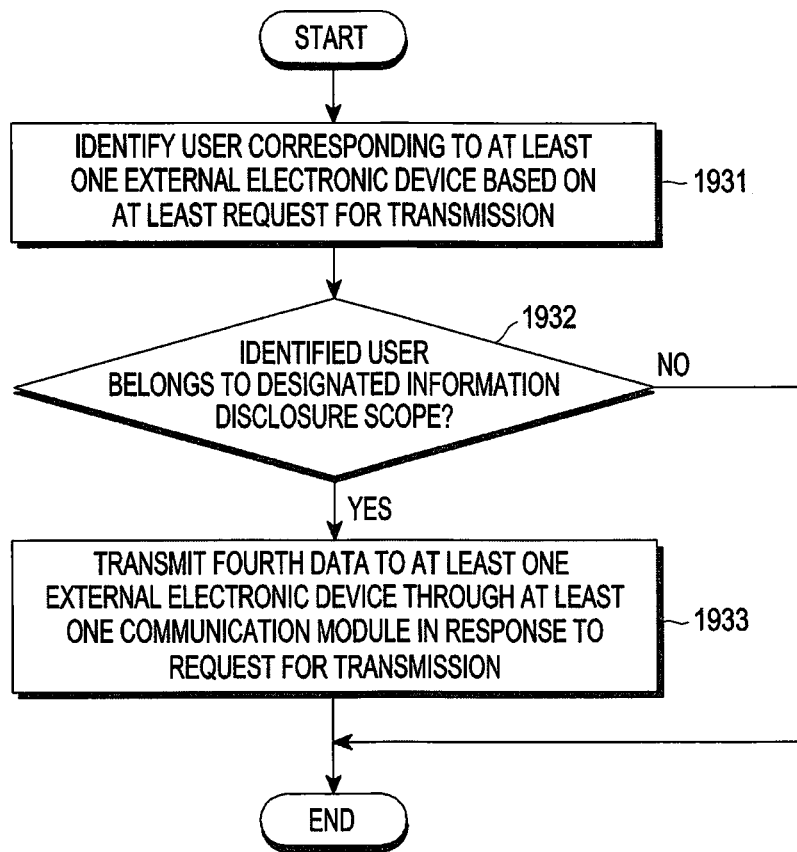 START
IDENTIFY USER CORRESPONDING TO AT LEAST
ONE EXTERNAL ELECTRONIC DEVICE BASED ON
AT LEAST REQUEST FOR TRANSMISSION
1931
1932
IDENTIFIED USER
BELONGS TO DESIGNATED INFORMATION
DISCLOSURE SCOPE?
NO
YES
TRANSMIT FOURTH DATA TO AT LEAST ONE
EXTERNAL ELECTRONIC DEVICE THROUGH AT LEAST
ONE COMMUNICATION MODULE IN RESPONSE TO
REQUEST FOR TRANSMISSION
1933
END